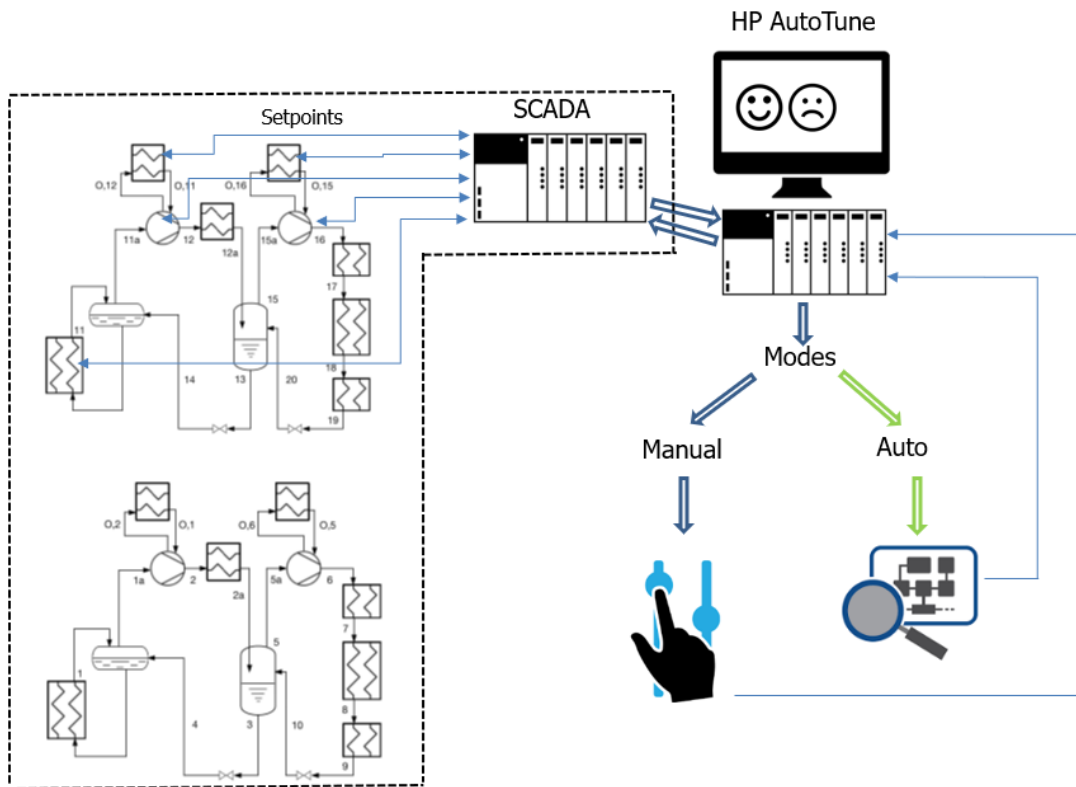 HP AutoTune
SCADA
Setpoints
O,12
O,11
O,16
O,15
11a
12
12a
15a
16
17
15
11
18
14
13
20
19
Modes
Manual
Auto
O,2
O,1
O,6
O,5
1a
2
2a
5a
6
7
5
1
8
4
3
10
9